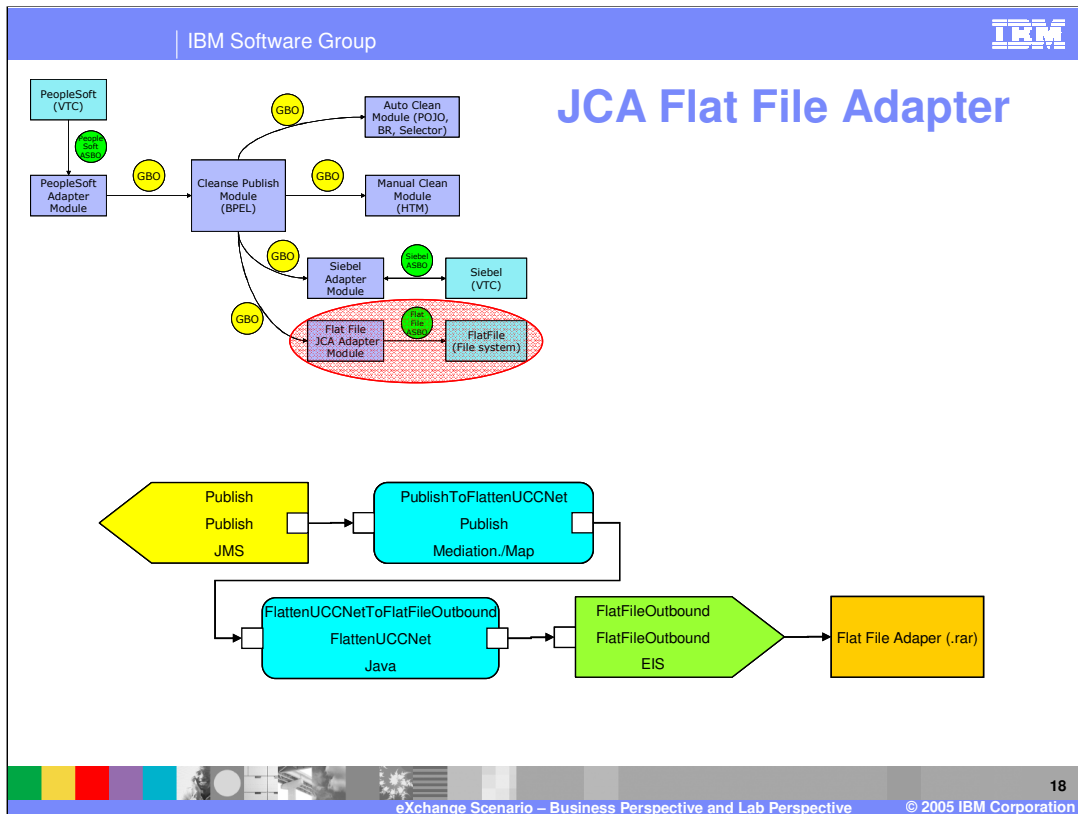 IBM Software Group
IBM
JCA Flat File Adapter
PeopleSoft
(VTC)
People
Soft
ASBO
PeopleSoft
Adapter
Module
GBO
Cleanse Publish
Module
(BPEL)
GBO
Auto Clean
Module (POJO,
BR, Selector)
GBO
Manual Clean
Module
(HTM)
GBO
Siebel
Adapter
Module
Siebel
ASBO
Siebel
(VTC)
GBO
Flat File
JCA Adapter
Module
Flat
File
ASBO
FlatFile
(File system)
Publish
Publish
JMS
PublishToFlattenUCCNet
Publish
Mediation./Map
FlattenUCCNetToFlatFileOutbound
FlattenUCCNet
Java
FlatFileOutbound
FlatFileOutbound
EIS
Flat File Adaper (.rar)
18
eXchange Scenario – Business Perspective and Lab Perspective
© 2005 IBM Corporation